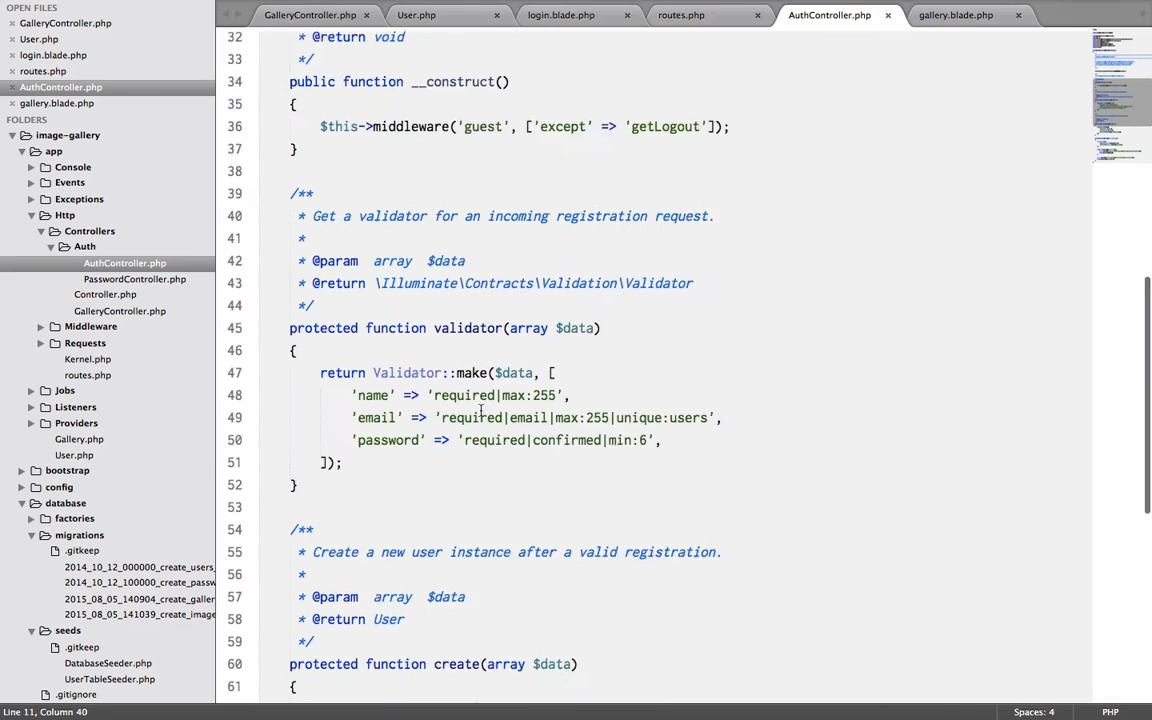 OPEN FILES
GalleryController.php
User.php
login.blade.php
routes.php
AuthController.php
gallery.blade.php
FOLDERS
image-gallery
app
Console
Events
Exceptions
Http
Controllers
Auth
AuthController.php
PasswordController.php
Controller.php
GalleryController.php
Middleware
Requests
Kernel.php
routes.php
Jobs
Listeners
Providers
Gallery.php
User.php
bootstrap
config
database
factories
migrations
.gitkeep
2014_10_12_000000_create_users_
2014_10_12_100000_create_passw
2015_08_05_140904_create_galler
2015_08_05_141039_create_image
seeds
.gitkeep
DatabaseSeeder.php
UserTableSeeder.php
.gitignore
GalleryController.php × User.php × login.blade.php × routes.php × AuthController.php × gallery.blade.php ×
32 * @return void
33 */
34 public function __construct()
35 {
36 $this->middleware('guest', ['except' => 'getLogout']);
37 }
38
39 /**
40 * Get a validator for an incoming registration request.
41 *
42 * @param  array  $data
43 * @return \Illuminate\Contracts\Validation\Validator
44 */
45 protected function validator(array $data)
46 {
47 return Validator::make($data, [
48 'name' => 'required|max:255',
49 'email' => 'required|email|max:255|unique:users',
50 'password' => 'required|confirmed|min:6',
51 ]);
52 }
53
54 /**
55 * Create a new user instance after a valid registration.
56 *
57 * @param  array  $data
58 * @return User
59 */
60 protected function create(array $data)
61 {
Line 11, Column 40 Spaces: 4 PHP